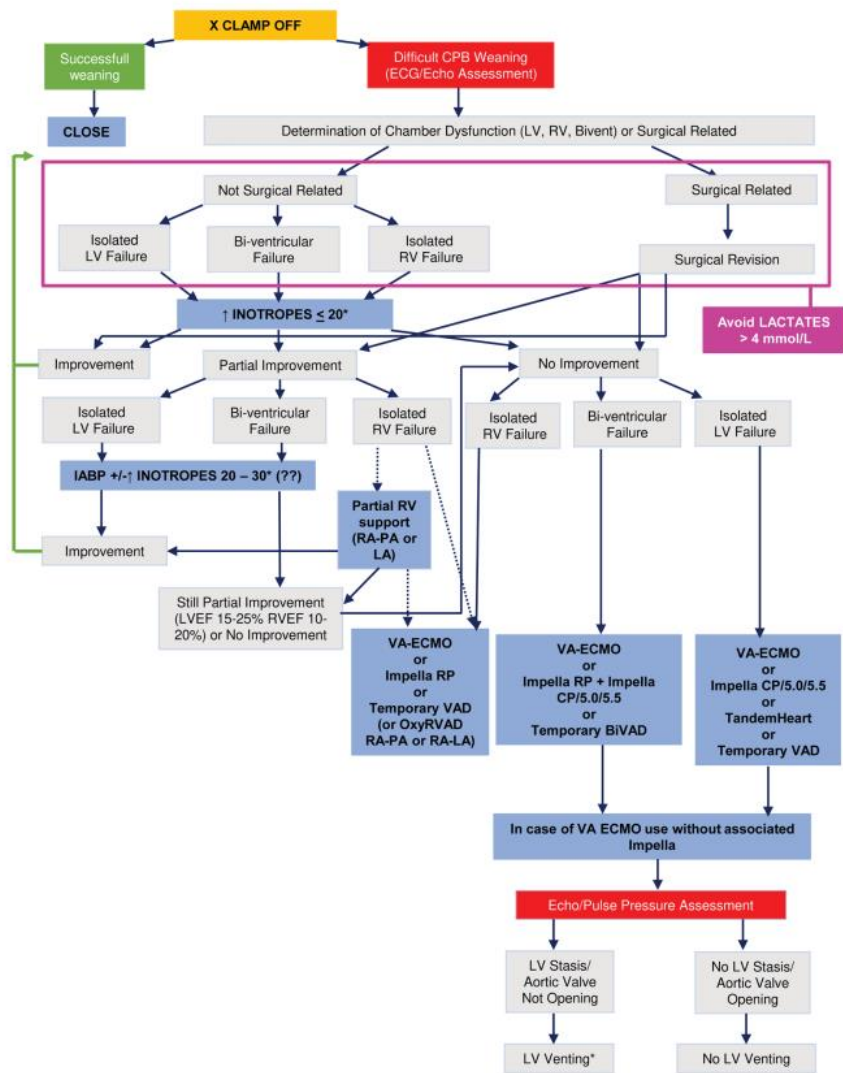 X CLAMP OFF
Successfull
weaning
Difficult CPB Weaning
(ECG/Echo Assessment)
CLOSE
Determination of Chamber Dysfunction (LV, RV, Bivent) or Surgical Related
Not Surgical Related
Surgical Related
Isolated
LV Failure
Bi-ventricular
Failure
Isolated
RV Failure
Surgical Revision
↑ INOTROPES ≤ 20*
Avoid LACTATES
> 4 mmol/L
Improvement
Partial Improvement
No Improvement
Isolated
LV Failure
Bi-ventricular
Failure
Isolated
RV Failure
Isolated
RV Failure
Bi-ventricular
Failure
Isolated
LV Failure
IABP +/-↑ INOTROPES 20 – 30* (??)
Partial RV
support
(RA-PA or
LA)
Improvement
Still Partial Improvement
(LVEF 15-25% RVEF 10-
20%) or No Improvement
VA-ECMO
or
Impella RP
or
Temporary VAD
(or OxyRVAD
RA-PA or RA-LA)
VA-ECMO
or
Impella RP + Impella
CP/5.0/5.5
or
Temporary BiVAD
VA-ECMO
or
Impella CP/5.0/5.5
or
TandemHeart
or
Temporary VAD
In case of VA ECMO use without associated
Impella
Echo/Pulse Pressure Assessment
LV Stasis/
Aortic Valve
Not Opening
No LV Stasis/
Aortic Valve
Opening
LV Venting*
No LV Venting